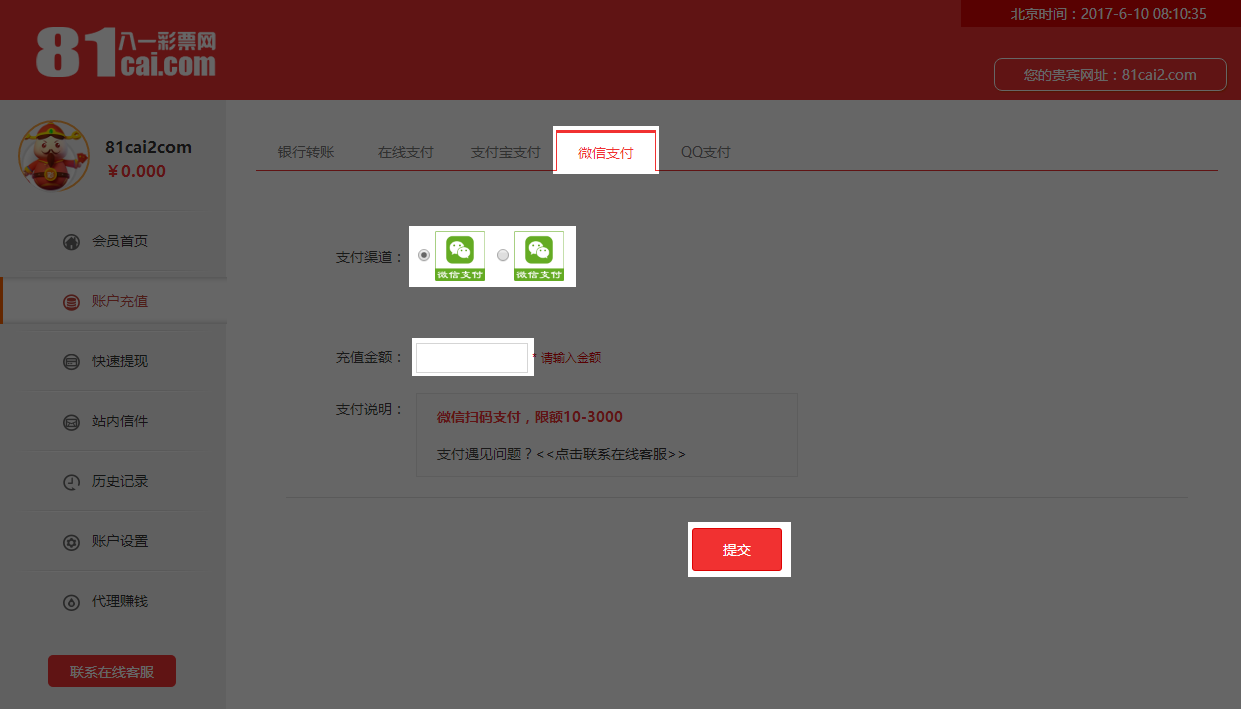 北京时间：2017-6-10 08:10:35
81 八一彩票网
cai.com
您的贵宾网址：81cai2.com
81cai2com
￥0.000
会员首页
账户充值
快速提现
站内信件
历史记录
账户设置
代理赚钱
联系在线客服
银行转账 在线支付 支付宝支付 微信支付 QQ支付
支付渠道： 微信支付 微信支付
充值金额： * 请输入金额
支付说明： 微信扫码支付，限额10-3000
支付遇见问题？<<点击联系在线客服>>
提交